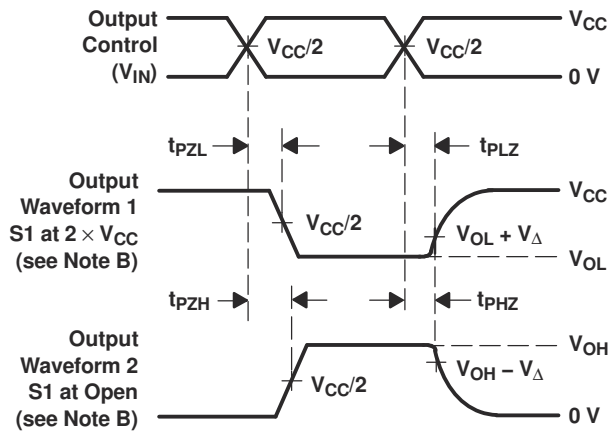 Output
Control
(VIN)
VCC/2
VCC/2
VCC
0 V
tPZL
tPLZ
Output
Waveform 1
S1 at 2 × VCC
(see Note B)
VCC/2
VCC
VOL + VΔ
VOL
tPZH
tPHZ
Output
Waveform 2
S1 at Open
(see Note B)
VCC/2
VOH
VOH − VΔ
0 V